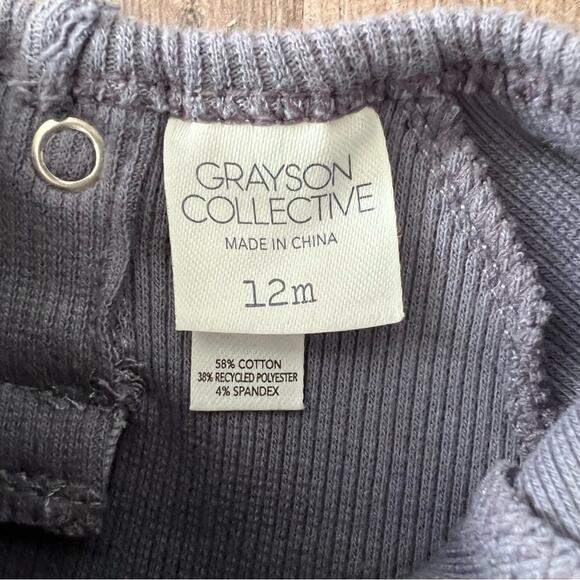 GRAYSON
COLLECTIVE
MADE IN CHINA
12m
58% COTTON
38% RECYCLED POLYESTER
4% SPANDEX